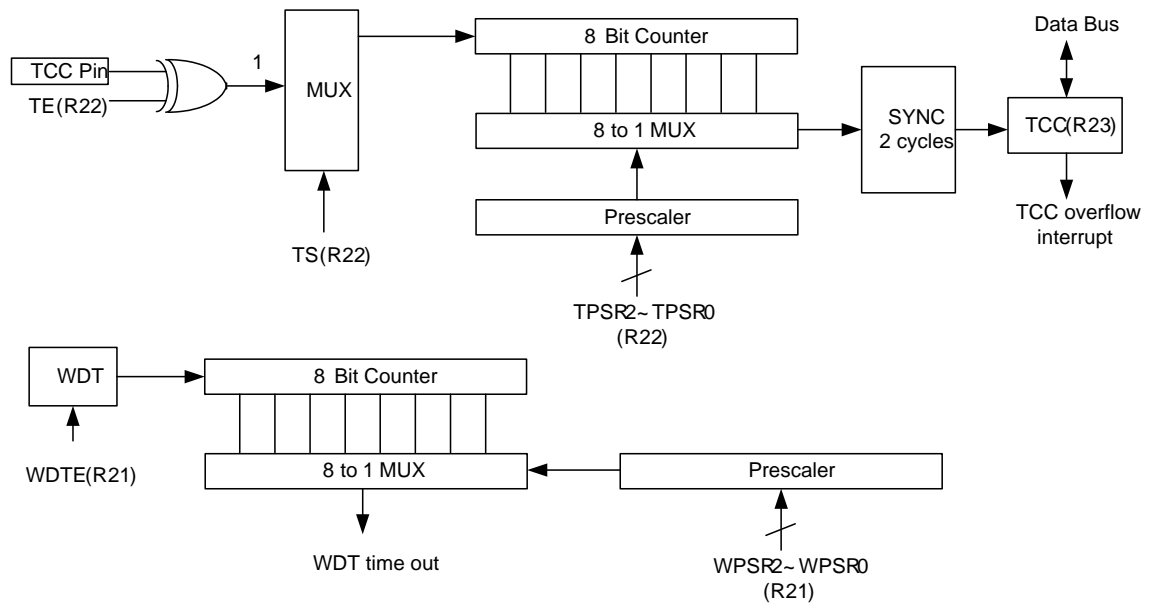 Data Bus
8 Bit Counter
1
TCC Pin
MUX
TE(R22)
8 to 1 MUX
SYNC
2 cycles
TCC(R23)
Prescaler
TCC overflow
interrupt
TS(R22)
TPSR2~TPSR0
(R22)
WDT
8 Bit Counter
8 to 1 MUX
Prescaler
WDTE(R21)
WDT time out
WPSR2~WPSR0
(R21)